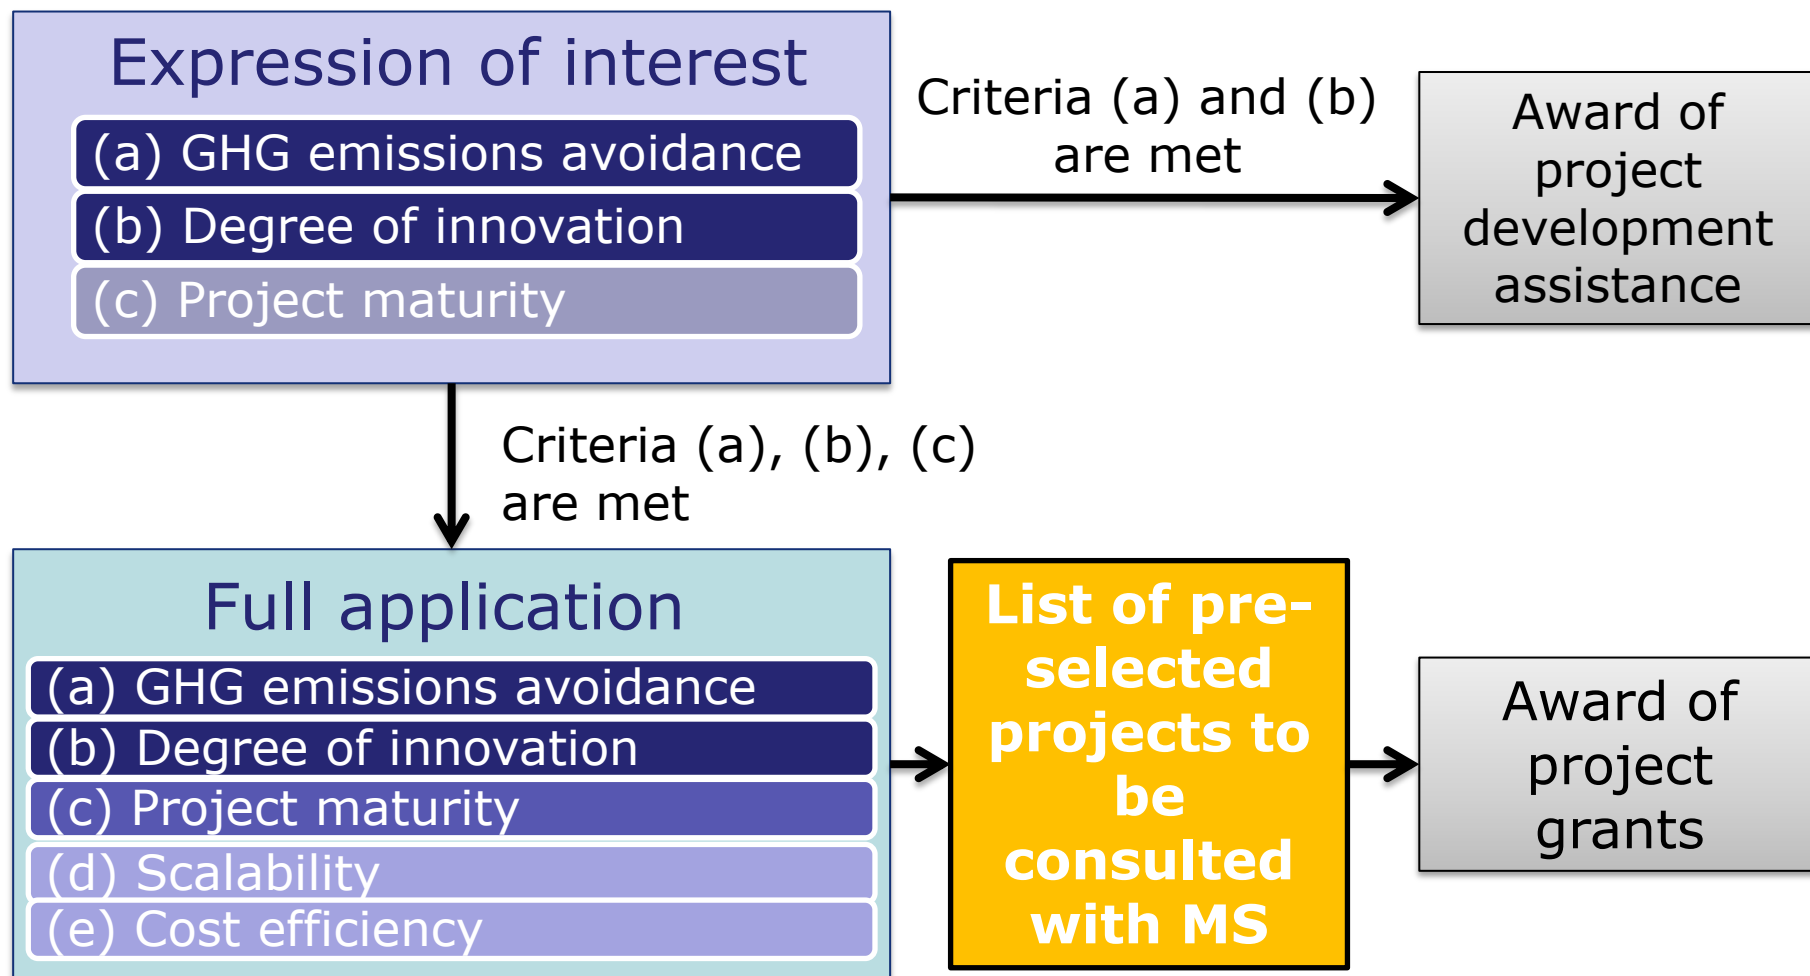 Expression of interest
(a) GHG emissions avoidance
(b) Degree of innovation
(c) Project maturity
Criteria (a) and (b)
are met
Award of
project
development
assistance
Criteria (a), (b), (c)
are met
Full application
(a) GHG emissions avoidance
(b) Degree of innovation
(c) Project maturity
(d) Scalability
(e) Cost efficiency
List of pre-
selected
projects to
be
consulted
with MS
Award of
project
grants